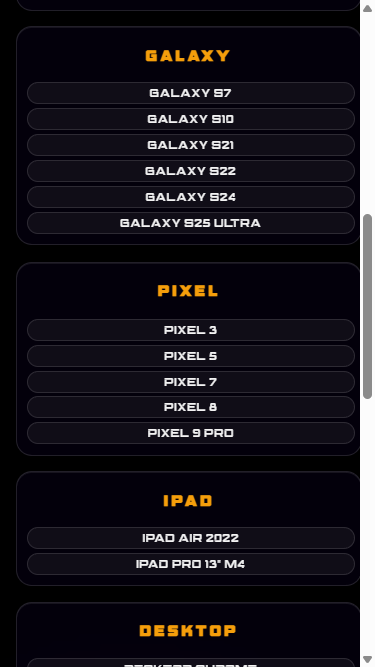 GALAXY
GALAXY S7
GALAXY S10
GALAXY S21
GALAXY S22
GALAXY S24
GALAXY S25 ULTRA
PIXEL
PIXEL 3
PIXEL 5
PIXEL 7
PIXEL 8
PIXEL 9 PRO
IPAD
IPAD AIR 2022
IPAD PRO 13" M4
DESKTOP